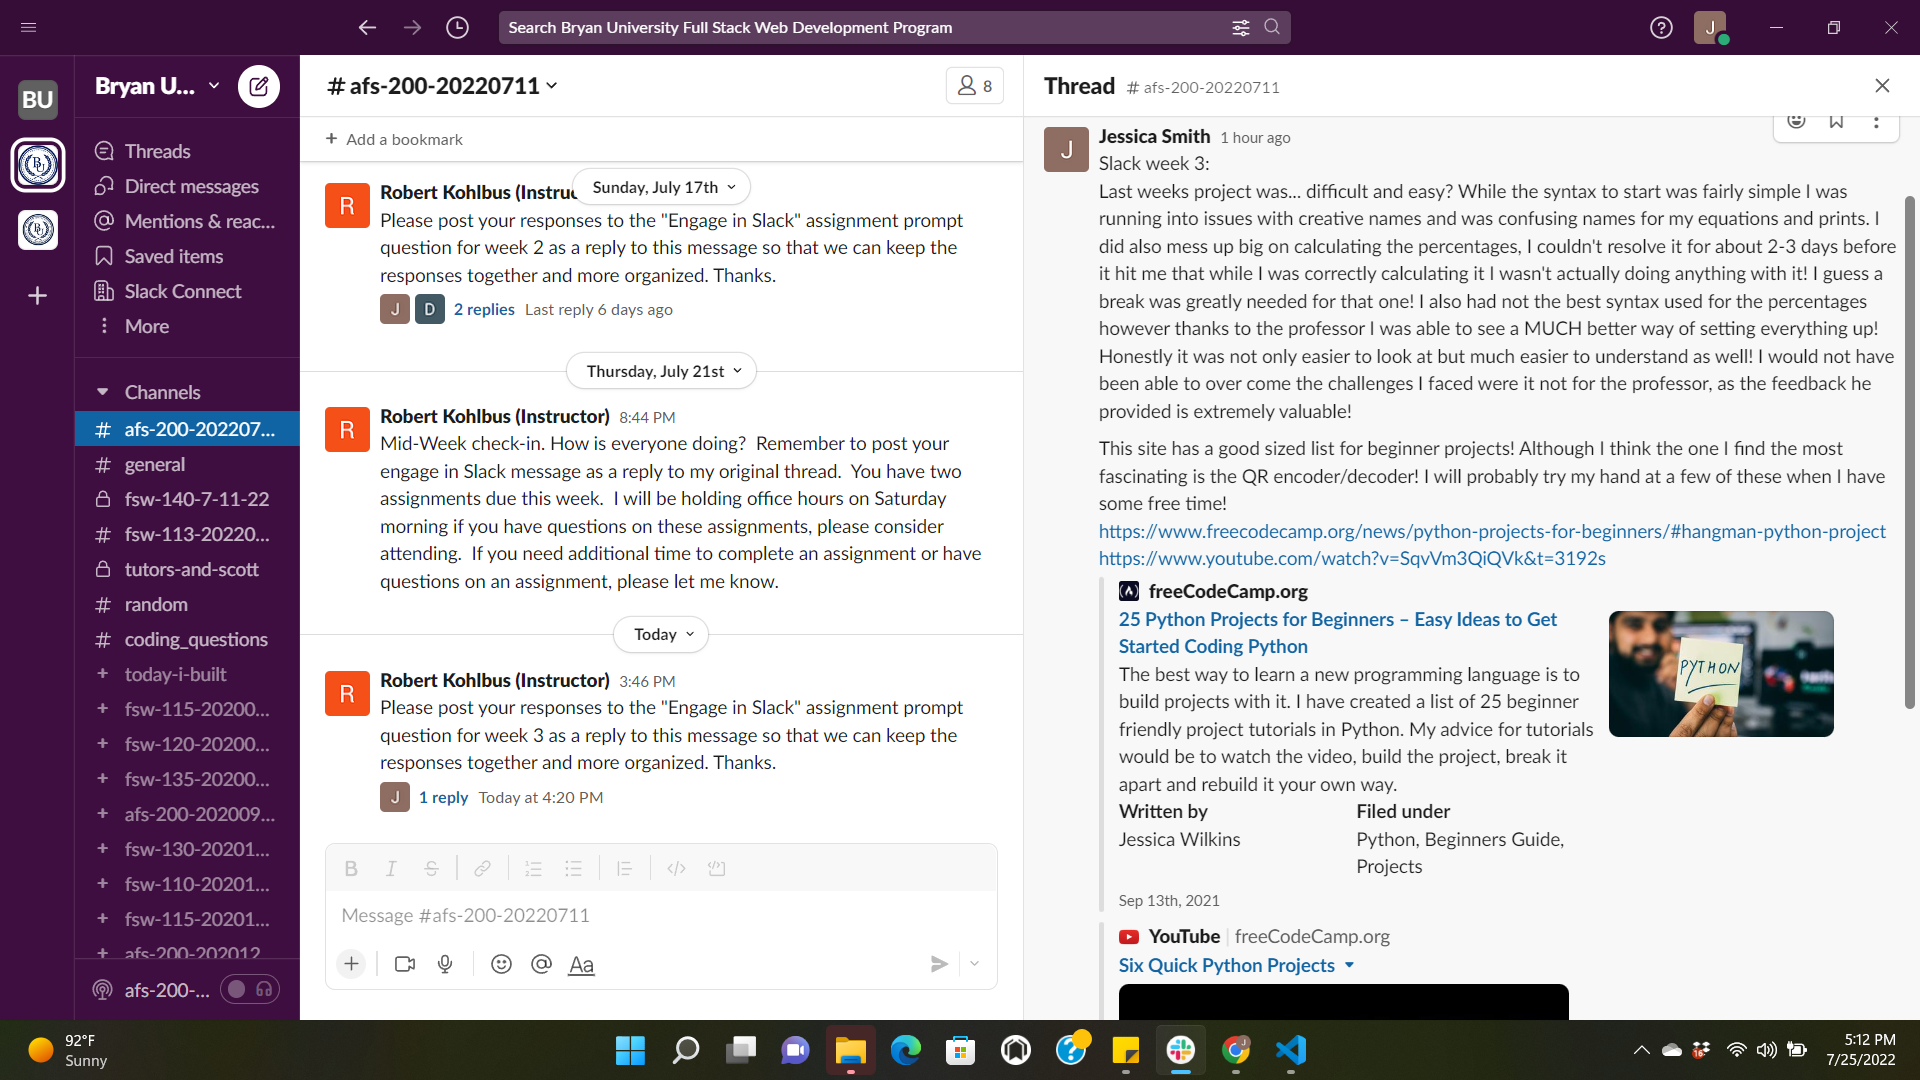 Search Bryan University Full Stack Web Development Program
J
BU
Bryan U...
Threads
Direct messages
Mentions & reac...
Saved items
Slack Connect
More
Channels
# afs-200-202207...
# general
fsw-140-7-11-22
# fsw-113-20220...
tutors-and-scott
# random
# coding_questions
+ today-i-built
+ fsw-115-20200...
+ fsw-120-20200...
+ fsw-135-20200...
+ afs-200-202009...
+ fsw-130-20201...
+ fsw-110-20201...
+ fsw-115-20201...
+ afs-200-202012
afs-200-...
# afs-200-20220711
8
+ Add a bookmark
Sunday, July 17th
R
Robert Kohlbus (Instruc
Please post your responses to the "Engage in Slack" assignment prompt
question for week 2 as a reply to this message so that we can keep the
responses together and more organized. Thanks.
J D 2 replies Last reply 6 days ago
Thursday, July 21st
R
Robert Kohlbus (Instructor) 8:44 PM
Mid-Week check-in. How is everyone doing?  Remember to post your
engage in Slack message as a reply to my original thread.  You have two
assignments due this week.  I will be holding office hours on Saturday
morning if you have questions on these assignments, please consider
attending.  If you need additional time to complete an assignment or have
questions on an assignment, please let me know.
Today
R
Robert Kohlbus (Instructor) 3:46 PM
Please post your responses to the "Engage in Slack" assignment prompt
question for week 3 as a reply to this message so that we can keep the
responses together and more organized. Thanks.
J 1 reply Today at 4:20 PM
B I S
Message #afs-200-20220711
+ @ Aa
Thread # afs-200-20220711
J
Jessica Smith 1 hour ago
Slack week 3:
Last weeks project was... difficult and easy? While the syntax to start was fairly simple I was
running into issues with creative names and was confusing names for my equations and prints. I
did also mess up big on calculating the percentages, I couldn't resolve it for about 2-3 days before
it hit me that while I was correctly calculating it I wasn't actually doing anything with it! I guess a
break was greatly needed for that one! I also had not the best syntax used for the percentages
however thanks to the professor I was able to see a MUCH better way of setting everything up!
Honestly it was not only easier to look at but much easier to understand as well! I would not have
been able to over come the challenges I faced were it not for the professor, as the feedback he
provided is extremely valuable!
This site has a good sized list for beginner projects! Although I think the one I find the most
fascinating is the QR encoder/decoder! I will probably try my hand at a few of these when I have
some free time!
https://www.freecodecamp.org/news/python-projects-for-beginners/#hangman-python-project
https://www.youtube.com/watch?v=SqvVm3QiQVk&t=3192s
freeCodeCamp.org
25 Python Projects for Beginners – Easy Ideas to Get
Started Coding Python
The best way to learn a new programming language is to
build projects with it. I have created a list of 25 beginner
friendly project tutorials in Python. My advice for tutorials
would be to watch the video, build the project, break it
apart and rebuild it your own way.
PYTHON
Written by Filed under
Jessica Wilkins Python, Beginners Guide,
Projects
Sep 13th, 2021
YouTube freeCodeCamp.org
Six Quick Python Projects
92°F
Sunny
J
16
5:12 PM
7/25/2022